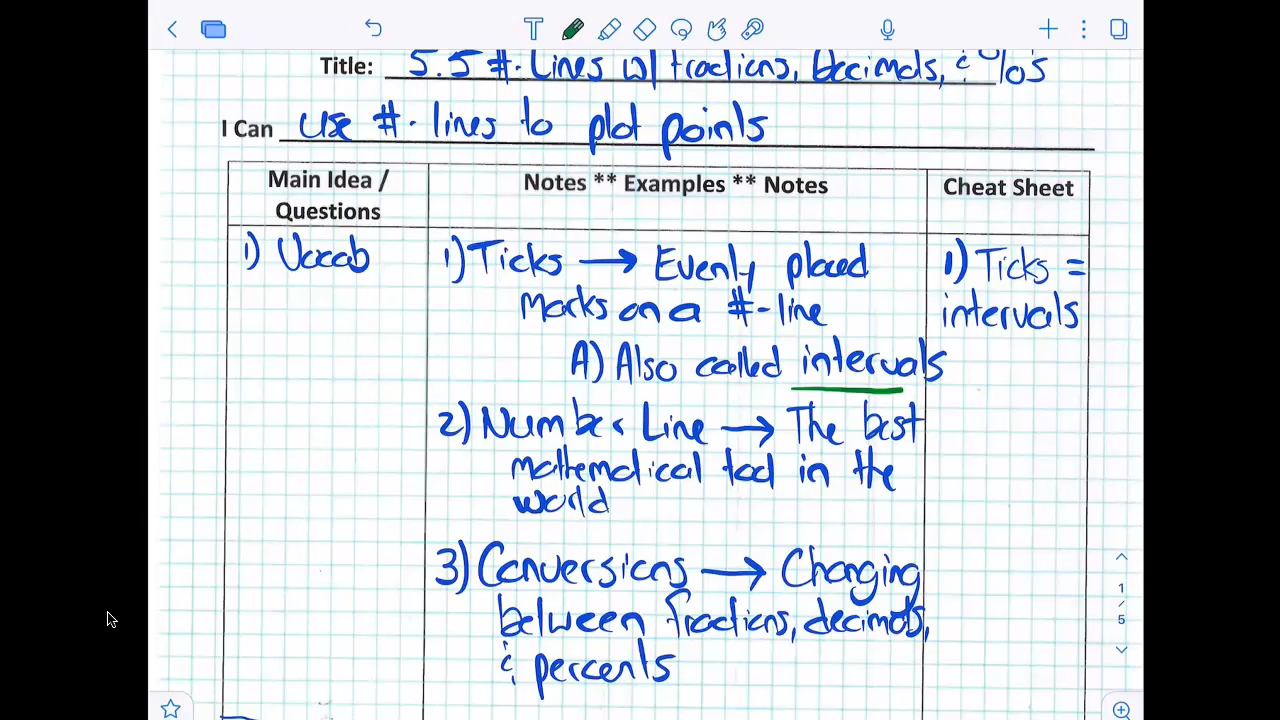 Title: 5.5 #-Lines w/ fractions, Decimals, & %'s
I Can use #-lines to plot points
Main Idea /
Questions
Notes ** Examples ** Notes
Cheat Sheet
1) Vocab
1) Ticks → Evenly placed
marks on a #-line
A) Also called intervals
2) Number Line → The best
mathematical tool in the
world
3) Conversions → Changing
between fractions, decimals,
& percents
1) Ticks =
intervals
1
/
5